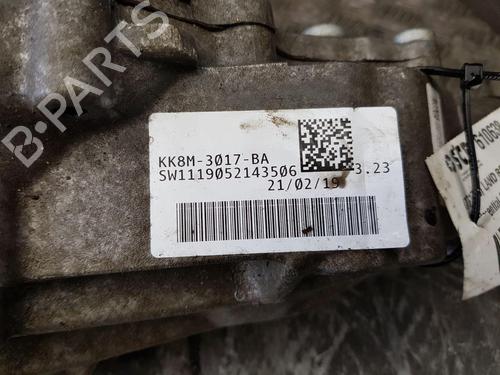 B-PARTS
KK8M-3017-BA
SW1119052143506 3.23
21/02/19